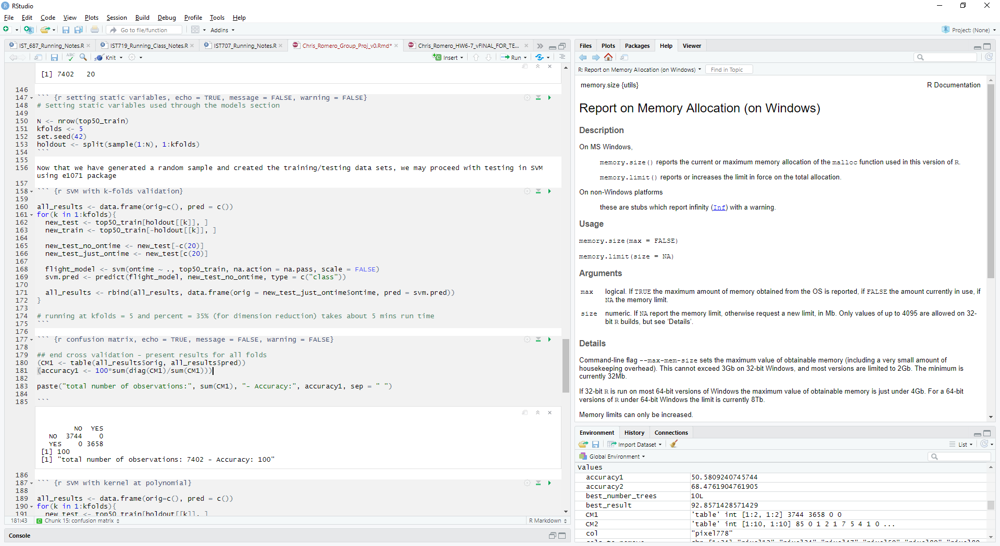 RStudio
File Edit Code View Plots Session Build Debug Profile Tools Help
Go to file/function Addins Project: (None)
IST_687_Running_Notes.R IST719_Running_Class_Notes.R IST707_Running_Notes.R Chris_Romero_Group_Proj_v0.Rmd* Chris_Romero_HW6-7_vFINAL_FOR_TE...
ABC Knit Insert Run
[1] 7402 20
146
147 ``` {r setting static variables, echo = TRUE, message = FALSE, warning = FALSE}
148 # Setting static variables used through the models section
149
150 N <- nrow(top50_train)
151 kfolds <- 5
152 set.seed(42)
153 holdout <- split(sample(1:N), 1:kfolds)
154 ```
155
156 Now that we have generated a random sample and created the training/testing data sets, we may proceed with testing in SVM
using e1071 package
157
158 ``` {r SVM with k-folds validation}
159
160 all_results <- data.frame(orig=c(), pred = c())
161 for(k in 1:kfolds){
162 new_test <- top50_train[holdout[[k]], ]
163 new_train <- top50_train[-holdout[[k]], ]
164
165 new_test_no_ontime <- new_test[-c(20)]
166 new_test_just_ontime <- new_test[c(20)]
167
168 flight_model <- svm(ontime ~ ., top50_train, na.action = na.pass, scale = FALSE)
169 svm.pred <- predict(flight_model, new_test_no_ontime, type = c("class"))
170
171 all_results <- rbind(all_results, data.frame(orig = new_test_just_ontime$ontime, pred = svm.pred))
172 }
173
174 # running at kfolds = 5 and percent = 35% (for dimension reduction) takes about 5 mins run time
175 ```
176
177 ``` {r confusion matrix, echo = TRUE, message = FALSE, warning = FALSE}
178
179 ## end cross validation - present results for all folds
180 (CM1 <- table(all_results$orig, all_results$pred))
181 (accuracy1 <- 100*sum(diag(CM1)/sum(CM1)))
182
183 paste("total number of observations:", sum(CM1), "- Accuracy:", accuracy1, sep = " ")
184
185 ```
NO YES
NO 3744 0
YES 0 3658
[1] 100
[1] "total number of observations: 7402 - Accuracy: 100"
186
187 ``` {r SVM with kernel at polynomial}
188
189 all_results <- data.frame(orig=c(), pred = c())
190 for(k in 1:kfolds){
191 new_test <- top50_train[holdout[[k]], ]
181:43 C Chunk 15: confusion matrix R Markdown
Console
Files Plots Packages Help Viewer
R: Report on Memory Allocation (on Windows) Find in Topic
memory.size {utils} R Documentation
Report on Memory Allocation (on Windows)
Description
On MS Windows,
memory.size() reports the current or maximum memory allocation of the malloc function used in this version of R.
memory.limit() reports or increases the limit in force on the total allocation.
On non-Windows platforms
these are stubs which report infinity (Inf) with a warning.
Usage
memory.size(max = FALSE)
memory.limit(size = NA)
Arguments
max logical. If TRUE the maximum amount of memory obtained from the OS is reported, if FALSE the amount currently in use, if
NA the memory limit.
size numeric. If NA report the memory limit, otherwise request a new limit, in Mb. Only values of up to 4095 are allowed on 32-
bit R builds, but see ‘Details’.
Details
Command-line flag --max-mem-size sets the maximum value of obtainable memory (including a very small amount of
housekeeping overhead). This cannot exceed 3Gb on 32-bit Windows, and most versions are limited to 2Gb. The minimum is
currently 32Mb.
If 32-bit R is run on most 64-bit versions of Windows the maximum value of obtainable memory is just under 4Gb. For a 64-bit
versions of R under 64-bit Windows the limit is currently 8Tb.
Memory limits can only be increased.
Environment History Connections
Import Dataset List
Global Environment
Values
accuracy1 50.5809240745744
accuracy2 68.4761904761905
best_number_trees 10L
best_result 92.8571428571429
CM1 'table' int [1:2, 1:2] 3744 3658 0 0
CM2 'table' int [1:10, 1:10] 85 0 1 2 1 7 5 4 1 0 ...
col "pixel778"